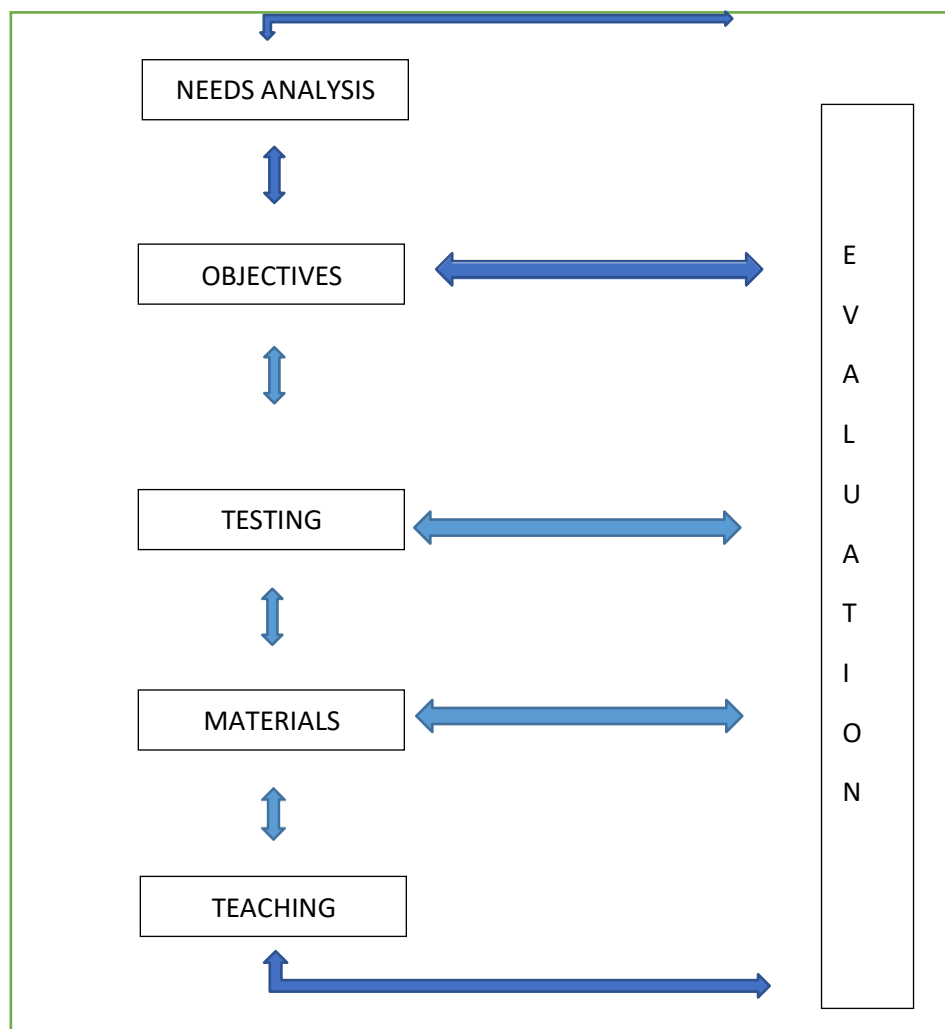 NEEDS ANALYSIS
OBJECTIVES
TESTING
MATERIALS
TEACHING
E
V
A
L
U
A
T
I
O
N